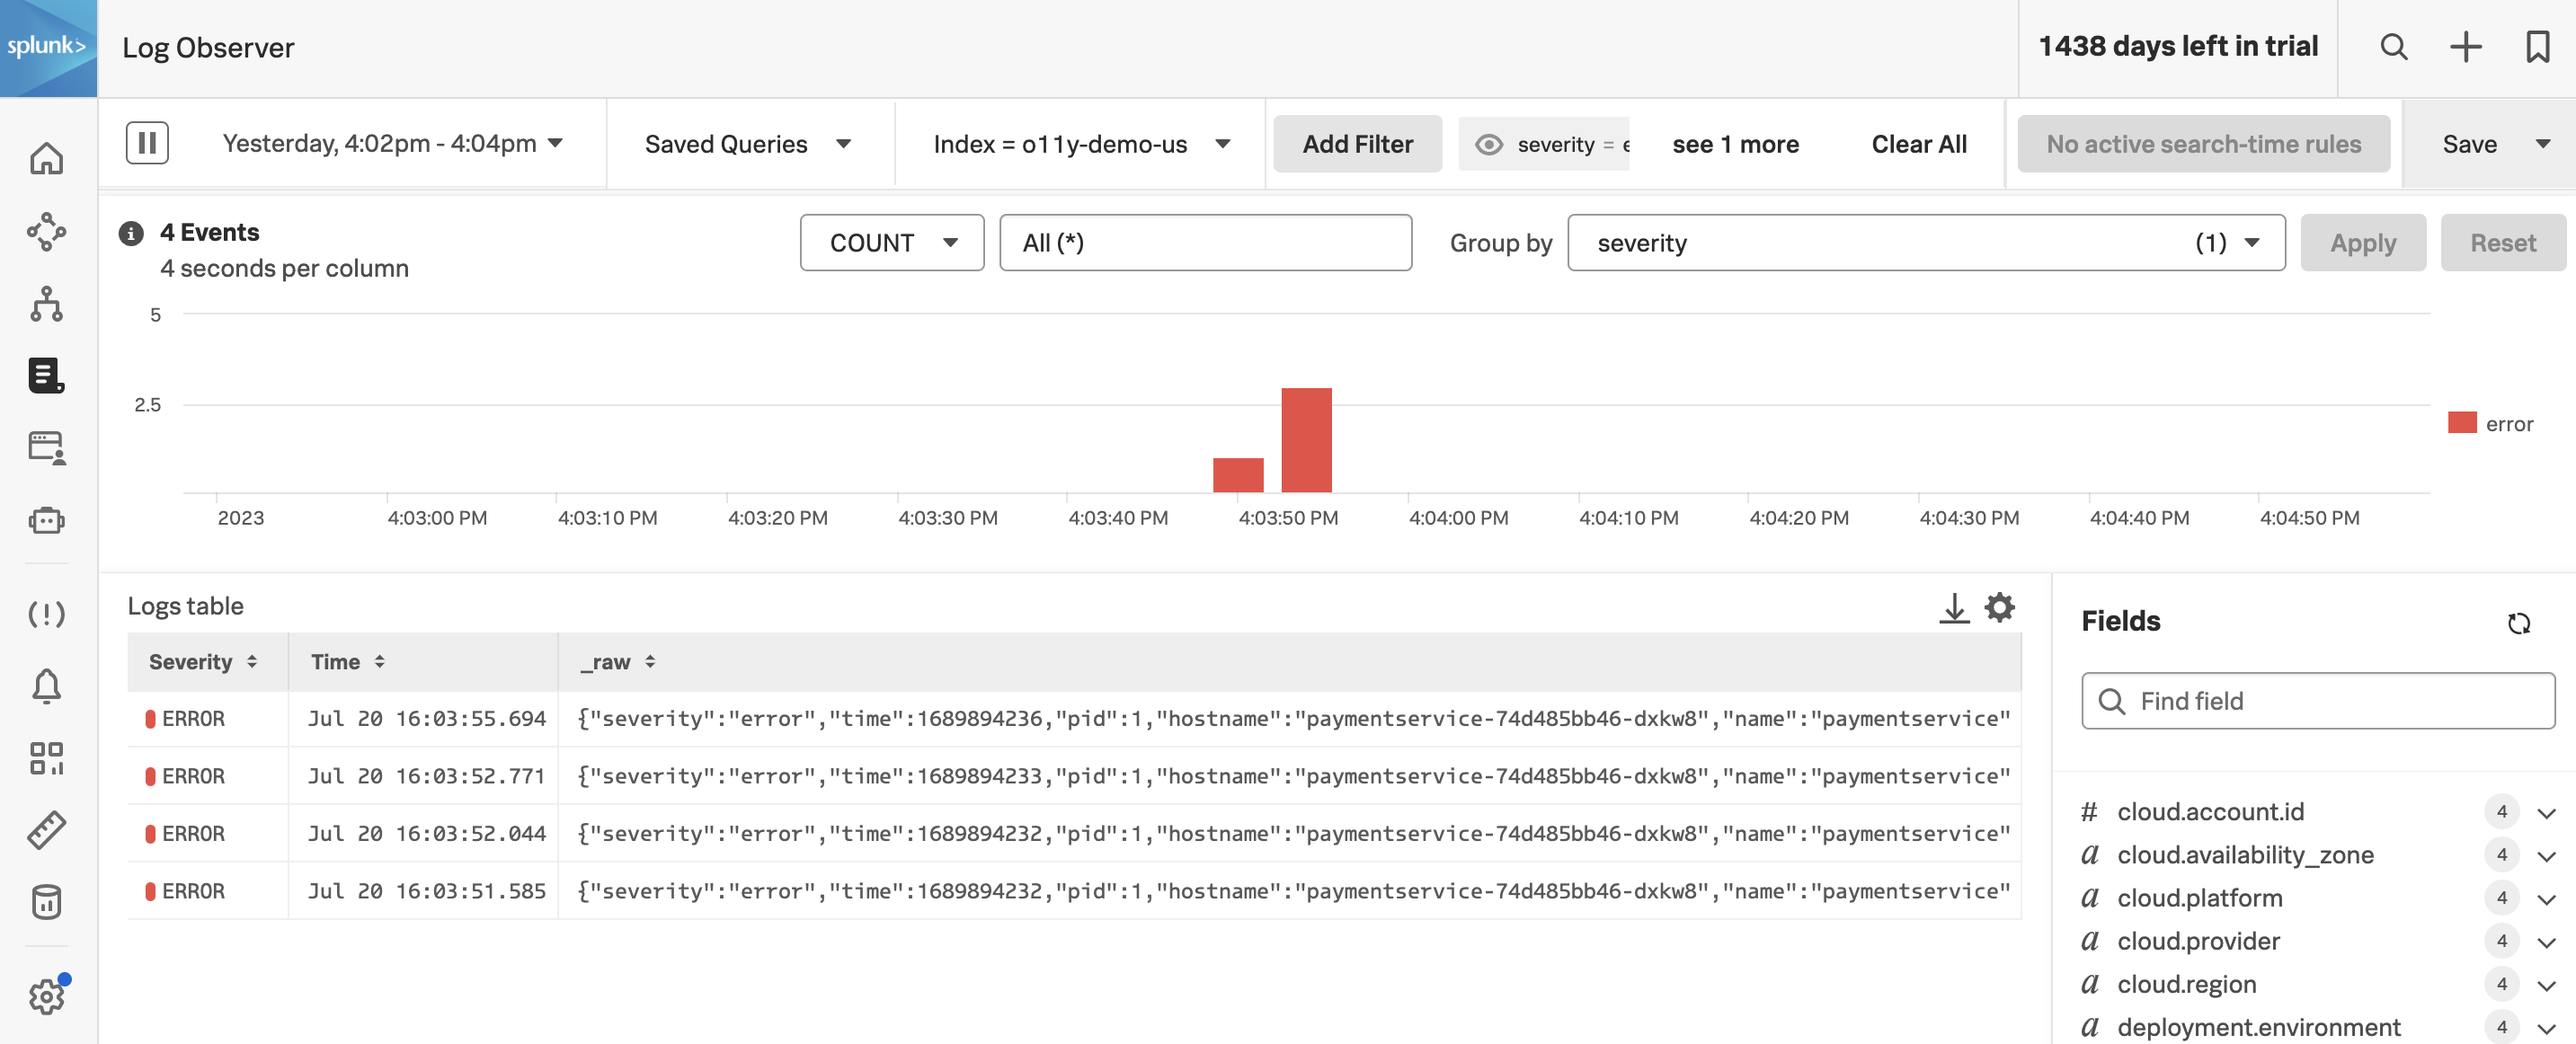 splunk>
Log Observer
1438 days left in trial
Yesterday, 4:02pm - 4:04pm
Saved Queries
Index = o11y-demo-us
Add Filter
severity = e
see 1 more
Clear All
No active search-time rules
Save
4 Events
4 seconds per column
COUNT
All (*)
Group by
severity
(1)
Apply
Reset
5
2.5
error
2023
4:03:00 PM
4:03:10 PM
4:03:20 PM
4:03:30 PM
4:03:40 PM
4:03:50 PM
4:04:00 PM
4:04:10 PM
4:04:20 PM
4:04:30 PM
4:04:40 PM
4:04:50 PM
Logs table
Severity Time _raw
ERROR Jul 20 16:03:55.694 {"severity":"error","time":1689894236,"pid":1,"hostname":"paymentservice-74d485bb46-dxkw8","name":"paymentservice"
ERROR Jul 20 16:03:52.771 {"severity":"error","time":1689894233,"pid":1,"hostname":"paymentservice-74d485bb46-dxkw8","name":"paymentservice"
ERROR Jul 20 16:03:52.044 {"severity":"error","time":1689894232,"pid":1,"hostname":"paymentservice-74d485bb46-dxkw8","name":"paymentservice"
ERROR Jul 20 16:03:51.585 {"severity":"error","time":1689894232,"pid":1,"hostname":"paymentservice-74d485bb46-dxkw8","name":"paymentservice"
Fields
Find field
# cloud.account.id 4
a cloud.availability_zone 4
a cloud.platform 4
a cloud.provider 4
a cloud.region 4
a deployment.environment 4